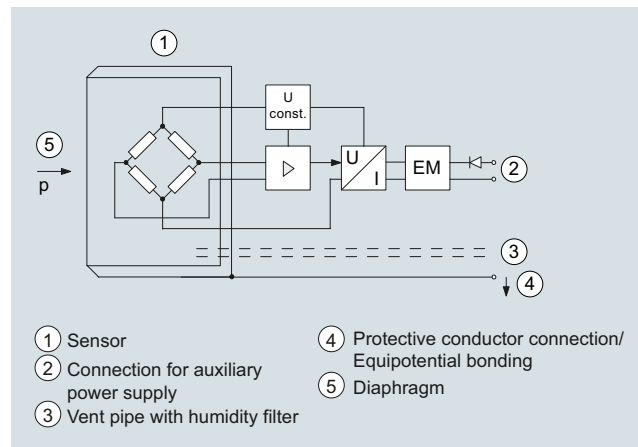 1
U
const.
5
p
U
I
EM
2
3
4
1 Sensor
2 Connection for auxiliary
power supply
3 Vent pipe with humidity filter
4 Protective conductor connection/
Equipotential bonding
5 Diaphragm